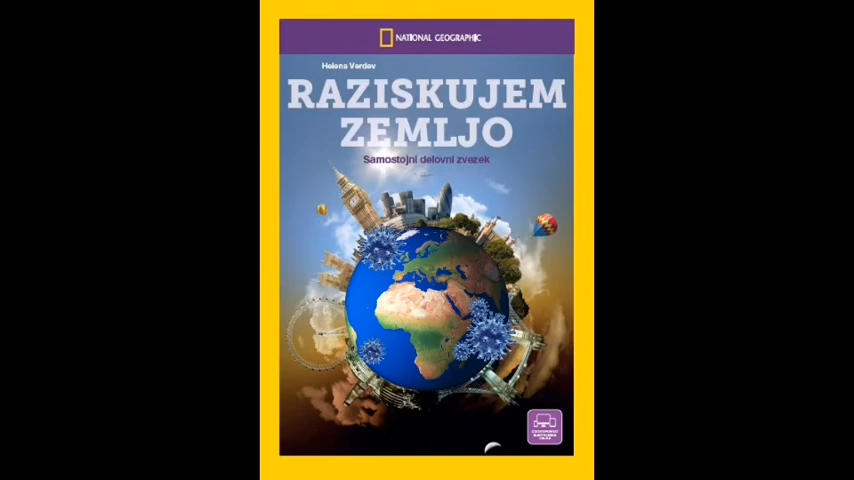 NATIONAL GEOGRAPHIC
Helena Verdev
RAZISKUJEM
ZEMLJO
Samostojni delovni zvezek